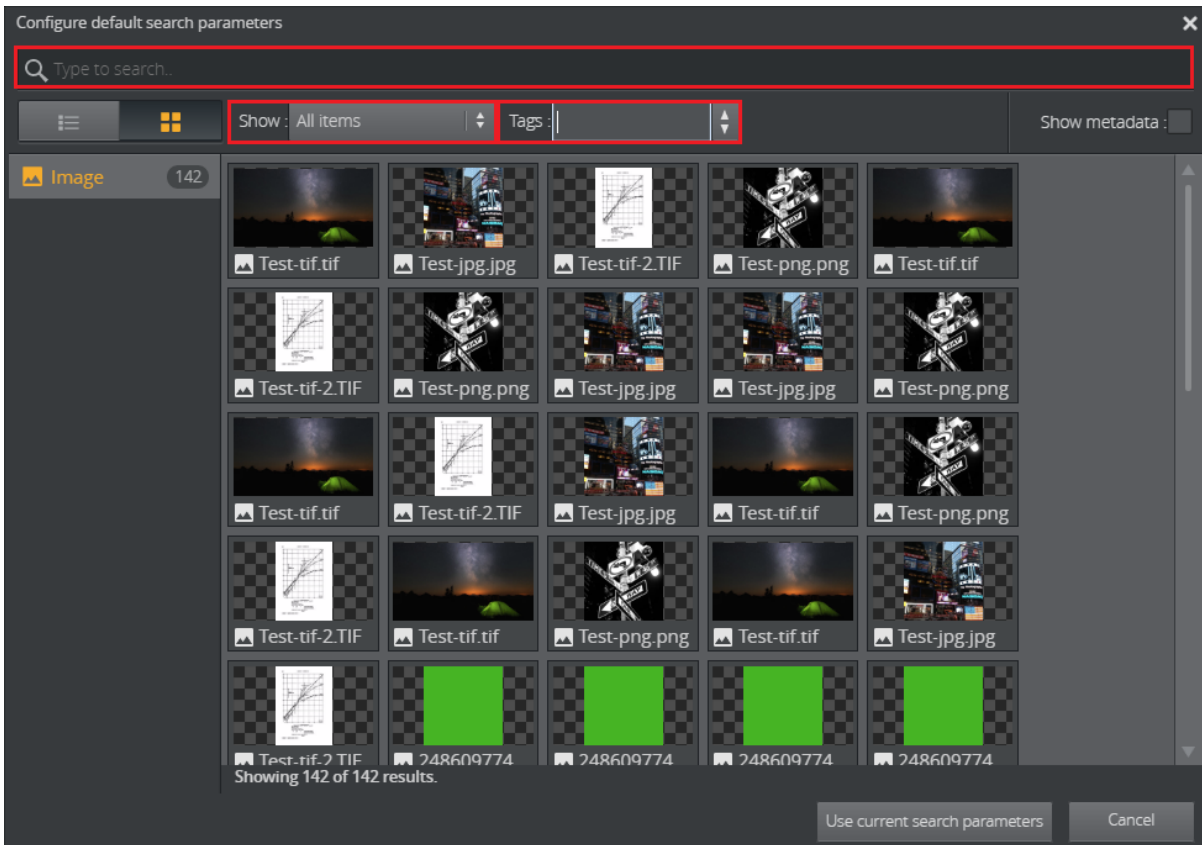 Configure default search parameters
Type to search..
Show : All items Tags : Show metadata :
Image 142
Test-tif.tif Test-jpg.jpg Test-tif-2.TIF Test-png.png Test-tif.tif
Test-tif-2.TIF Test-png.png Test-jpg.jpg Test-jpg.jpg Test-png.png
Test-tif.tif Test-tif-2.TIF Test-jpg.jpg Test-tif.tif Test-png.png
Test-tif-2.TIF Test-tif.tif Test-png.png Test-tif.tif Test-jpg.jpg
Test-tif-2.TIF 248609774 248609774 248609774 248609774
Showing 142 of 142 results.
Use current search parameters Cancel